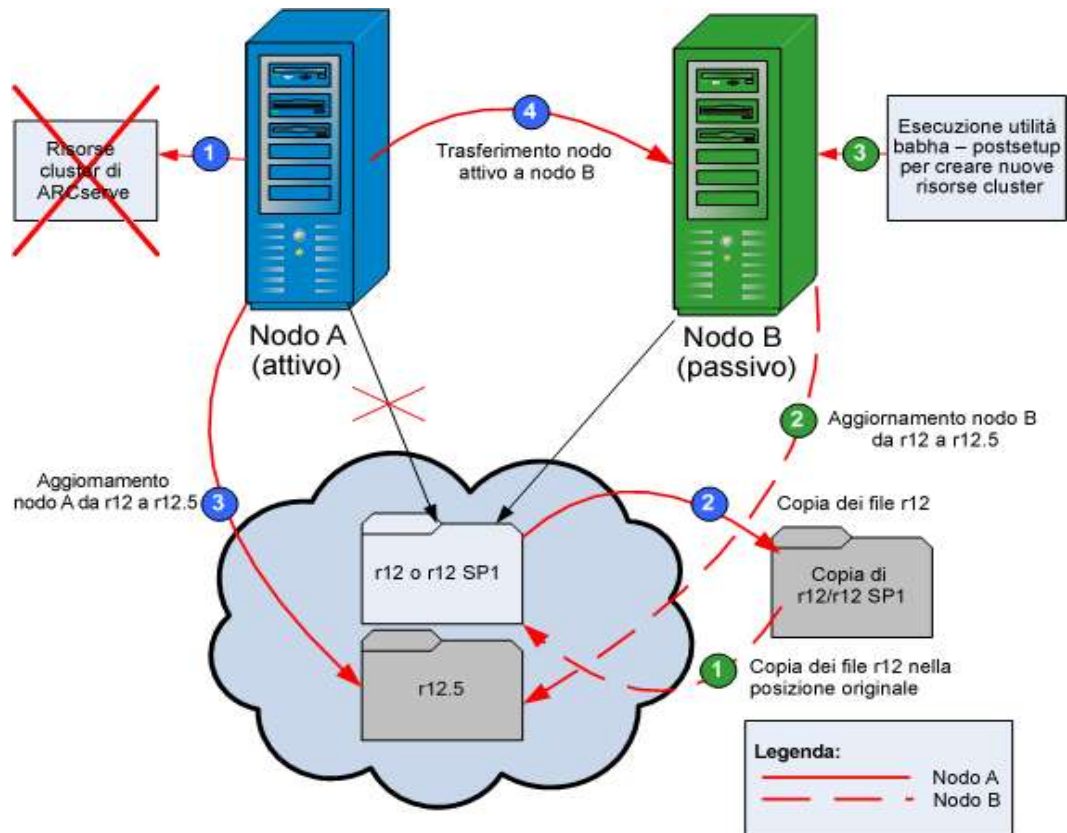 Risorse
cluster di
ARCserve
1
4
Trasferimento nodo
attivo a nodo B
3
Esecuzione utilità
babha – postsetup
per creare nuove
risorse cluster
Nodo A
(attivo)
Nodo B
(passivo)
2
Aggiornamento nodo B
da r12 a r12.5
Aggiornamento
nodo A da r12 a r12.5
3
2
Copia dei file r12
r12 o r12 SP1
Copia di
r12/r12 SP1
r12.5
1
Copia dei file r12 nella
posizione originale
Legenda:
Nodo A
Nodo B